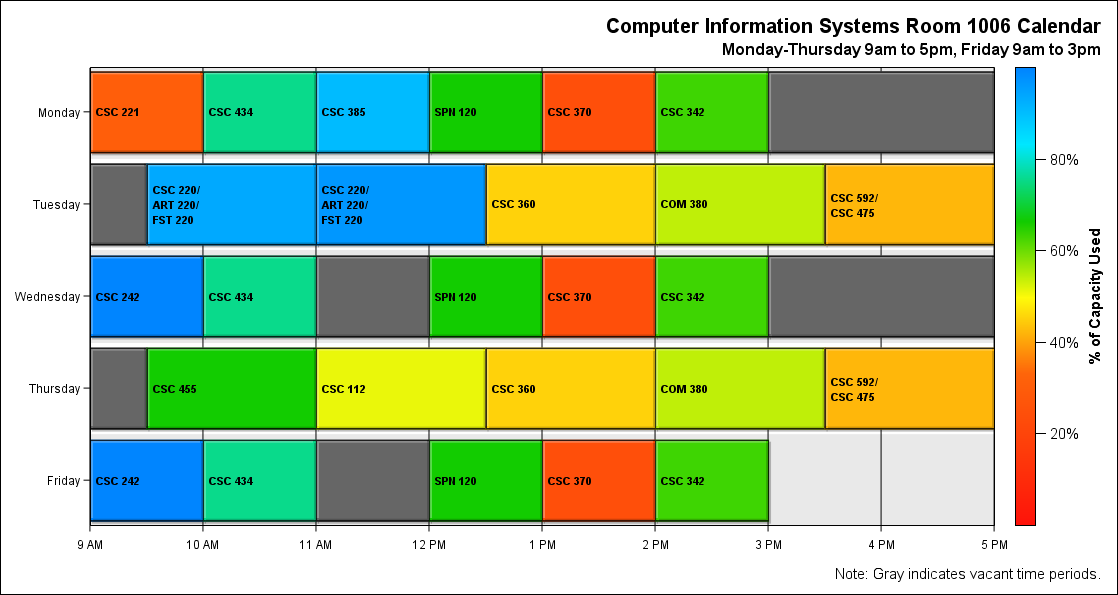 Computer Information Systems Room 1006 Calendar
Monday-Thursday 9am to 5pm, Friday 9am to 3pm
Monday
CSC 221
CSC 434
CSC 385
SPN 120
CSC 370
CSC 342
Tuesday
CSC 220/
ART 220/
FST 220
CSC 220/
ART 220/
FST 220
CSC 360
COM 380
CSC 592/
CSC 475
Wednesday
CSC 242
CSC 434
SPN 120
CSC 370
CSC 342
Thursday
CSC 455
CSC 112
CSC 360
COM 380
CSC 592/
CSC 475
Friday
CSC 242
CSC 434
SPN 120
CSC 370
CSC 342
9 AM
10 AM
11 AM
12 PM
1 PM
2 PM
3 PM
4 PM
5 PM
80%
60%
40%
20%
% of Capacity Used
Note: Gray indicates vacant time periods.